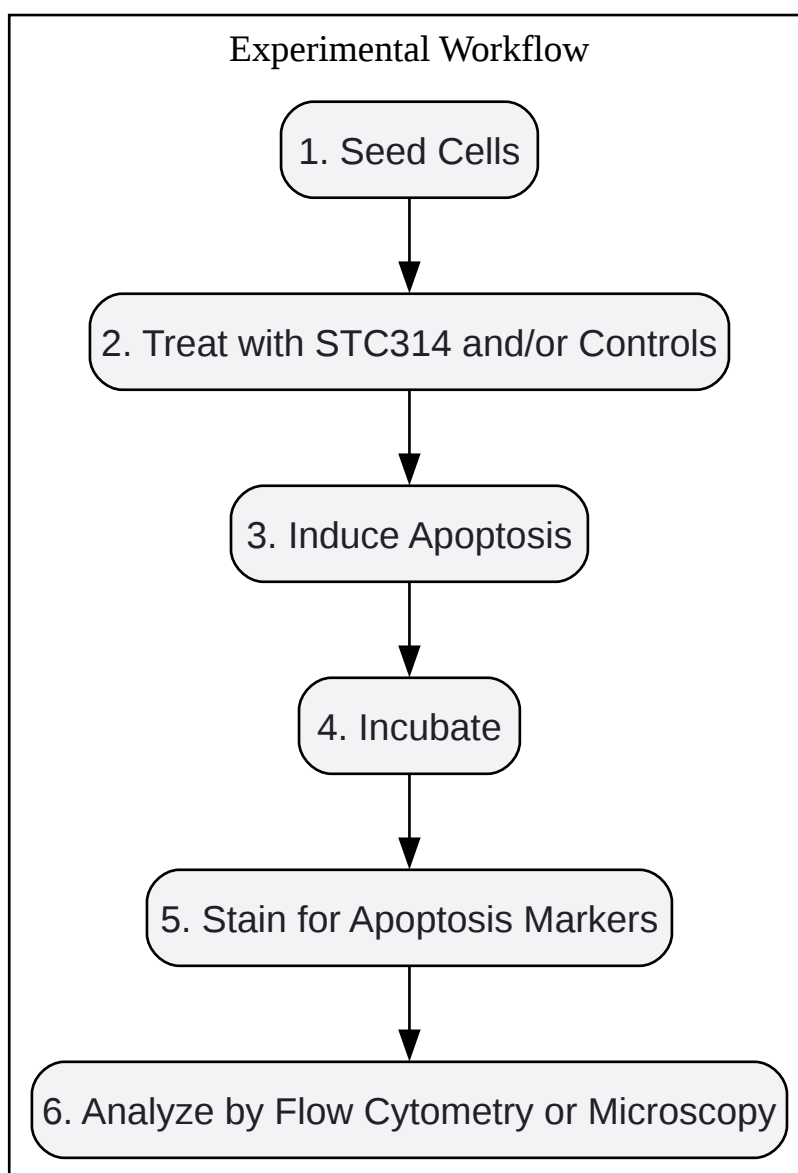 Experimental Workflow
1. Seed Cells
2. Treat with STC314 and/or Controls
3. Induce Apoptosis
4. Incubate
5. Stain for Apoptosis Markers
6. Analyze by Flow Cytometry or Microscopy